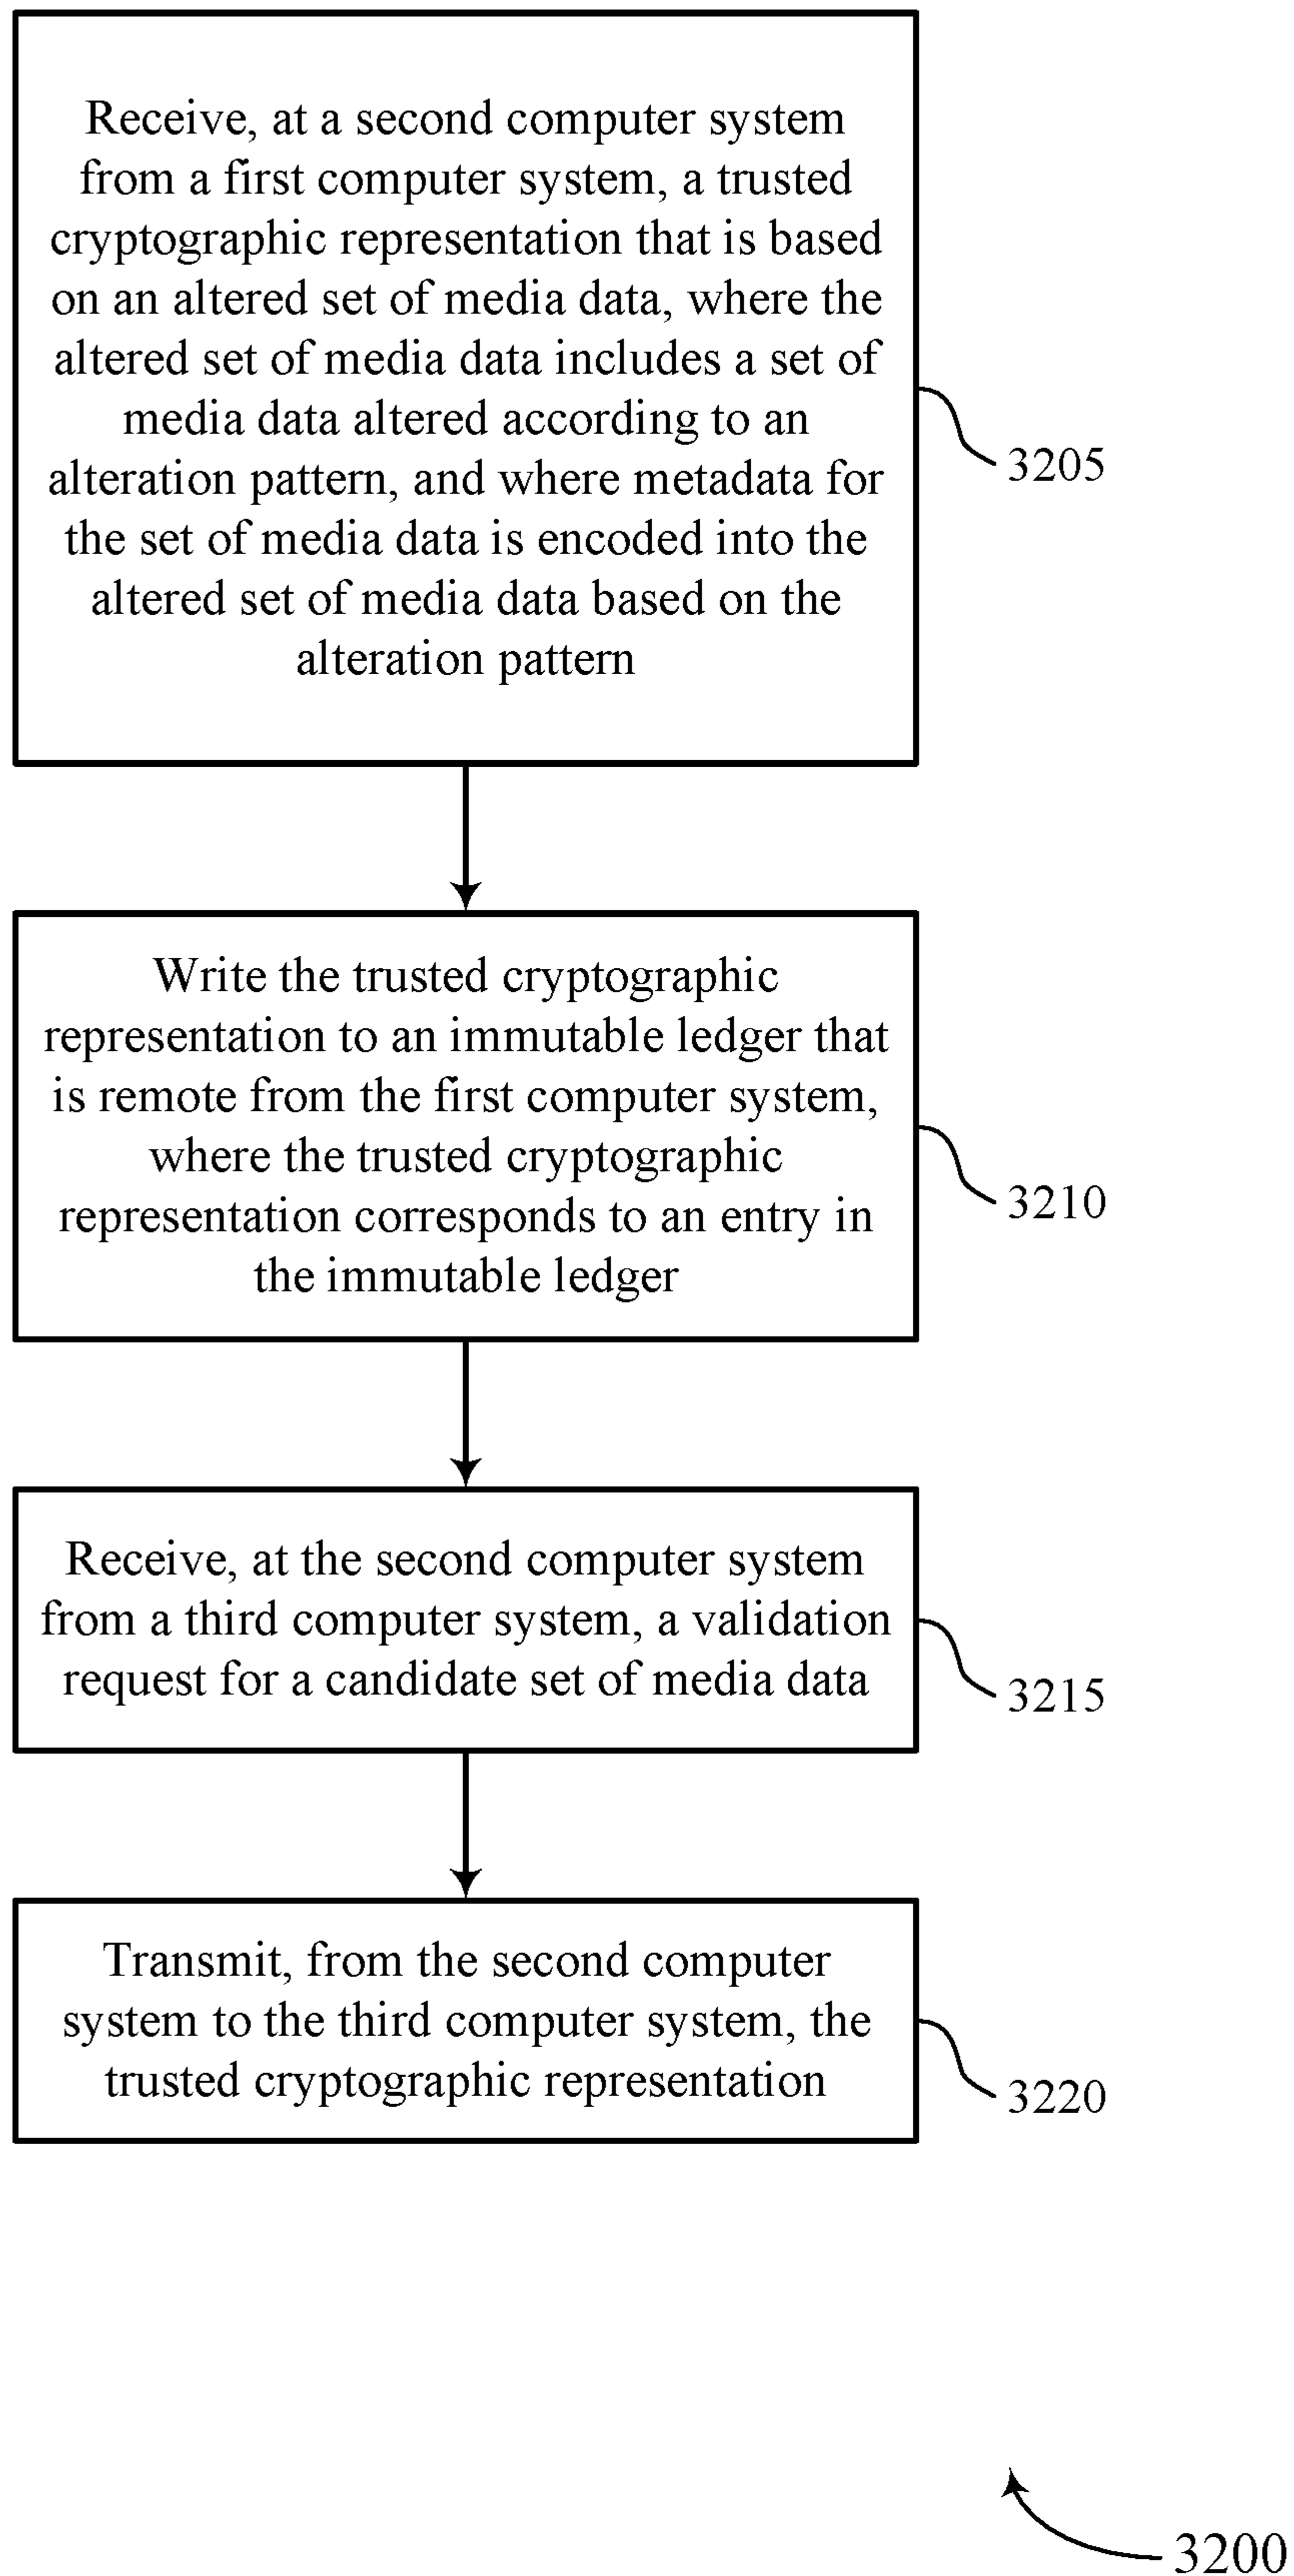 Receive, at a second computer system
from a first computer system, a trusted
cryptographic representation that is based
on an altered set of media data, where the
altered set of media data includes a set of
media data altered according to an
alteration pattern, and where metadata for
the set of media data is encoded into the
altered set of media data based on the
alteration pattern
3205
Write the trusted cryptographic
representation to an immutable ledger that
is remote from the first computer system,
where the trusted cryptographic
representation corresponds to an entry in
the immutable ledger
3210
Receive, at the second computer system
from a third computer system, a validation
request for a candidate set of media data
3215
Transmit, from the second computer
system to the third computer system, the
trusted cryptographic representation
3220
3200